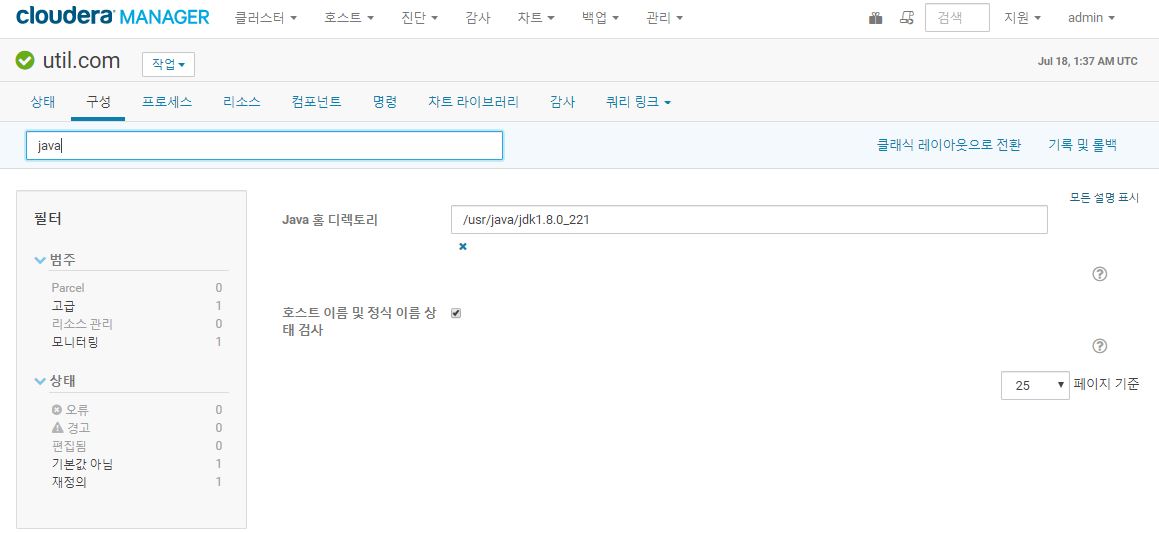 cloudera MANAGER 클러스터 호스트 진단 감사 차트 백업 관리 검색 지원 admin
util.com 작업 Jul 18, 1:37 AM UTC
상태 구성 프로세스 리소스 컴포넌트 명령 차트 라이브러리 감사 쿼리 링크
java 클래식 레이아웃으로 전환 기록 및 롤백
모든 설명 표시
필터
범주
Parcel 0
고급 1
리소스 관리 0
모니터링 1
상태
오류 0
경고 0
편집됨 0
기본값 아님 1
재정의 1
Java 홈 디렉토리 /usr/java/jdk1.8.0_221
호스트 이름 및 정식 이름 상
태 검사
25 페이지 기준